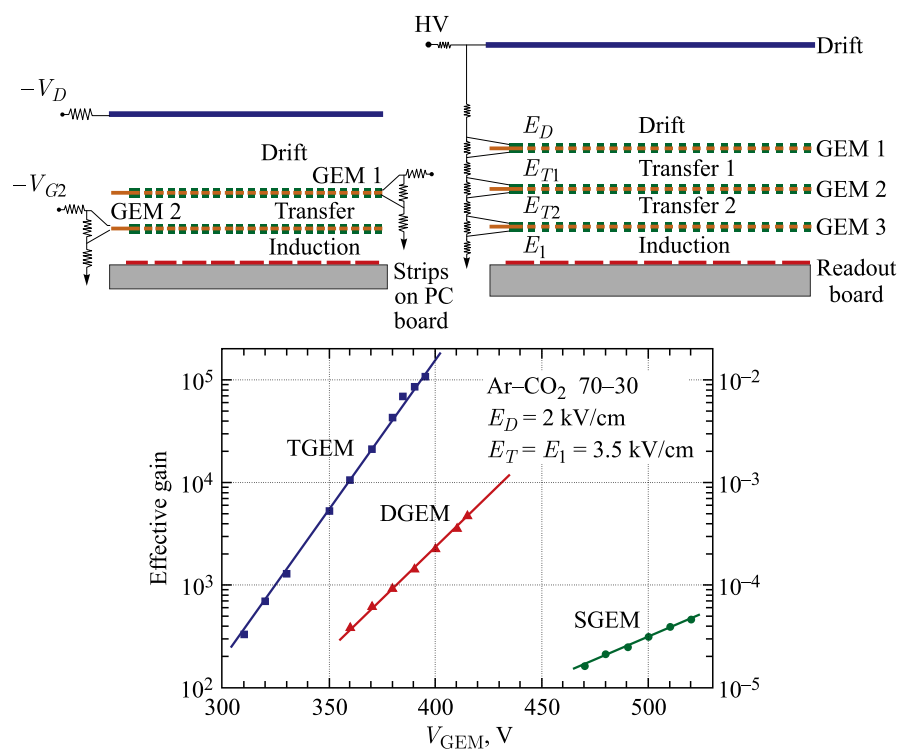 −V_D
Drift
GEM 1
−V_G2
GEM 2
Transfer
Induction
Strips
on PC
board
HV
Drift
E_D
Drift
GEM 1
E_T1
Transfer 1
GEM 2
E_T2
Transfer 2
GEM 3
E_1
Induction
Readout
board
Effective gain
10^5
10^4
10^3
10^2
10^−2
10^−3
10^−4
10^−5
Ar–CO_2 70–30
E_D = 2 kV/cm
E_T = E_1 = 3.5 kV/cm
TGEM
DGEM
SGEM
300 350 400 450 500
V_GEM, V